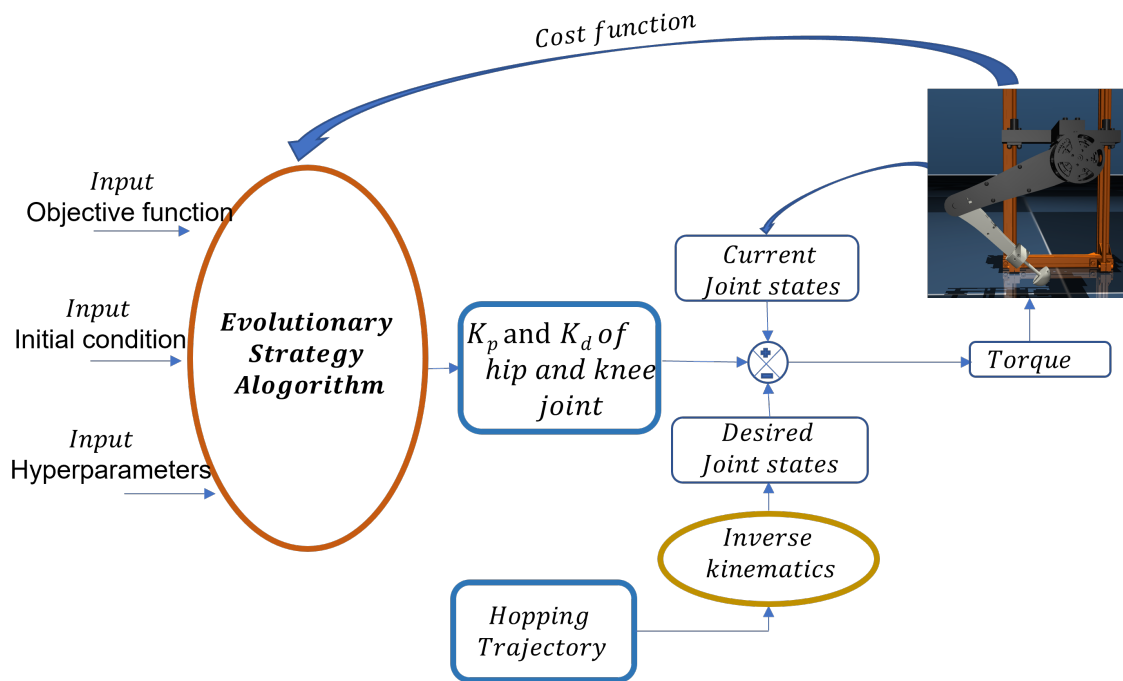 Cost function
Input
Objective function
Input
Initial condition
Input
Hyperparameters
Evolutionary
Strategy
Alogorithm
K_p and K_d of
hip and knee
joint
Current
Joint states
+
−
Torque
Desired
Joint states
Inverse
kinematics
Hopping
Trajectory